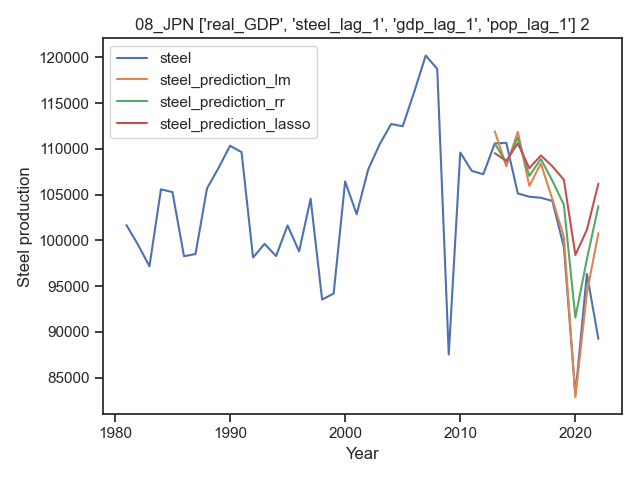 08_JPN ['real_GDP', 'steel_lag_1', 'gdp_lag_1', 'pop_lag_1'] 2
steel
steel_prediction_lm
steel_prediction_rr
steel_prediction_lasso
Steel production
120000
115000
110000
105000
100000
95000
90000
85000
1980
1990
2000
2010
2020
Year